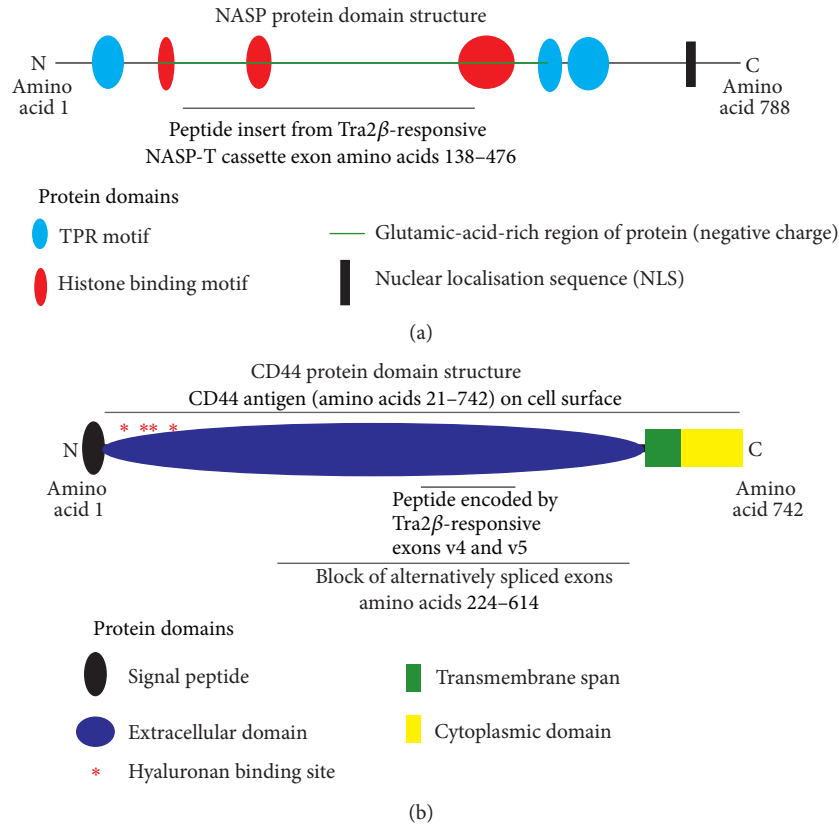 NASP protein domain structure
N
C
Amino
acid 1
Amino
acid 788
Peptide insert from Tra2β-responsive
NASP-T cassette exon amino acids 138–476
Protein domains
TPR motif
Glutamic-acid-rich region of protein (negative charge)
Histone binding motif
Nuclear localisation sequence (NLS)
(a)
CD44 protein domain structure
CD44 antigen (amino acids 21–742) on cell surface
* ** *
N
C
Amino
acid 1
Amino
acid 742
Peptide encoded by
Tra2β-responsive
exons v4 and v5
Block of alternatively spliced exons
amino acids 224–614
Protein domains
Signal peptide
Transmembrane span
Extracellular domain
Cytoplasmic domain
* Hyaluronan binding site
(b)